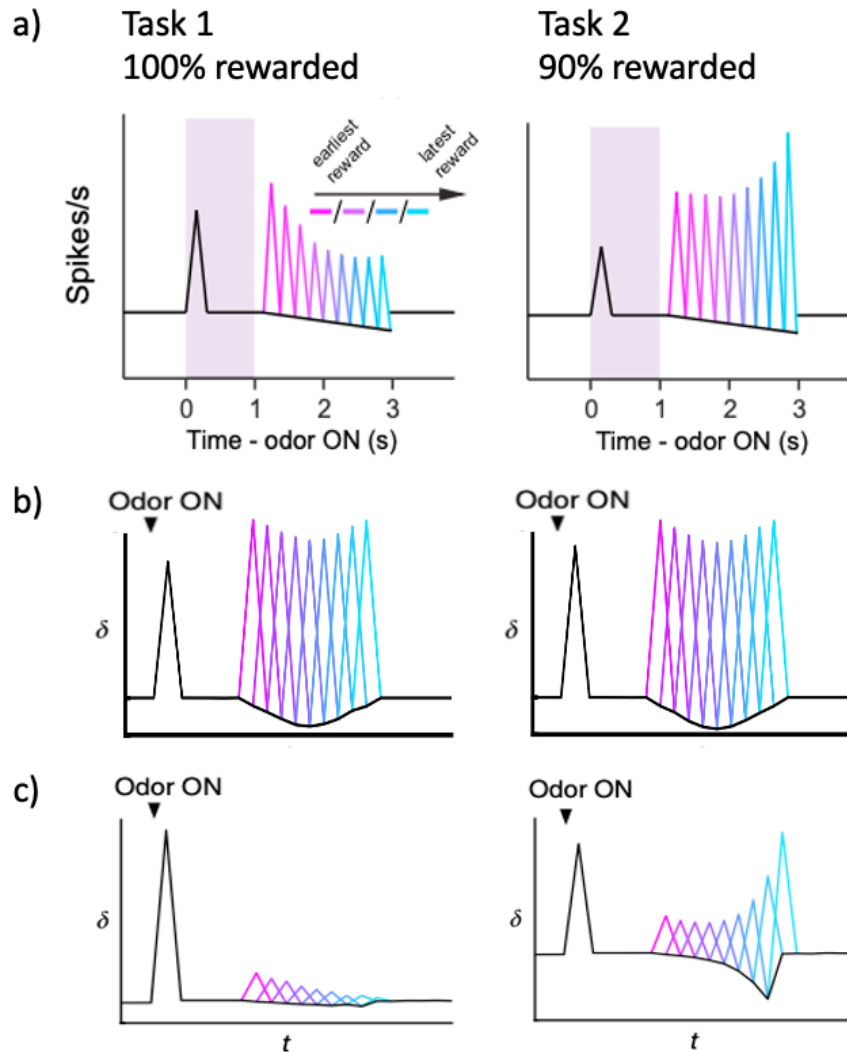 a)
Task 1
100% rewarded
Task 2
90% rewarded
earliest
reward
latest
reward
Spikes/s
0 1 2 3
Time - odor ON (s)
0 1 2 3
Time - odor ON (s)
b)
Odor ON
δ
Odor ON
δ
c)
Odor ON
δ
t
Odor ON
δ
t